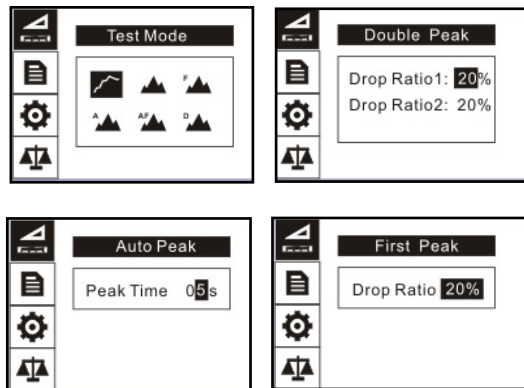 Test Mode
F
A AF D
Double Peak
Drop Ratio1: 20%
Drop Ratio2: 20%
Auto Peak
Peak Time 05s
First Peak
Drop Ratio 20%